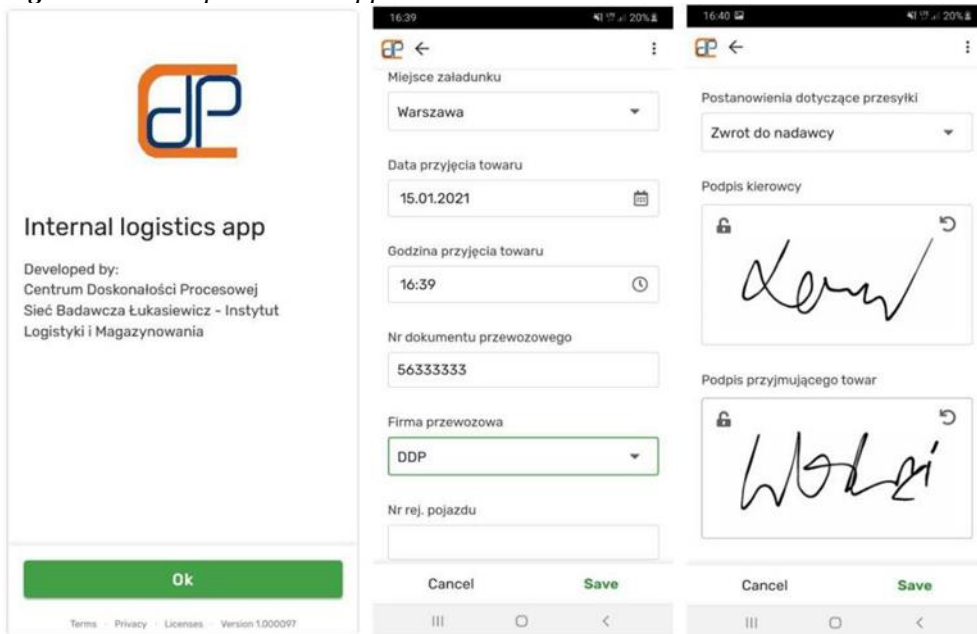 Internal logistics app
Developed by:
Centrum Doskonałości Procesowej
Sieć Badawcza Łukasiewicz - Instytut
Logistyki i Magazynowania
Ok
Terms · Privacy · Licenses · Version 1.000097
16:39
20%
Miejsce załadunku
Warszawa
Data przyjęcia towaru
15.01.2021
Godzina przyjęcia towaru
16:39
Nr dokumentu przewozowego
56333333
Firma przewozowa
DDP
Nr rej. pojazdu
Cancel Save
16:40
20%
Postanowienia dotyczące przesyłki
Zwrot do nadawcy
Podpis kierowcy
Podpis przyjmującego towar
Cancel Save